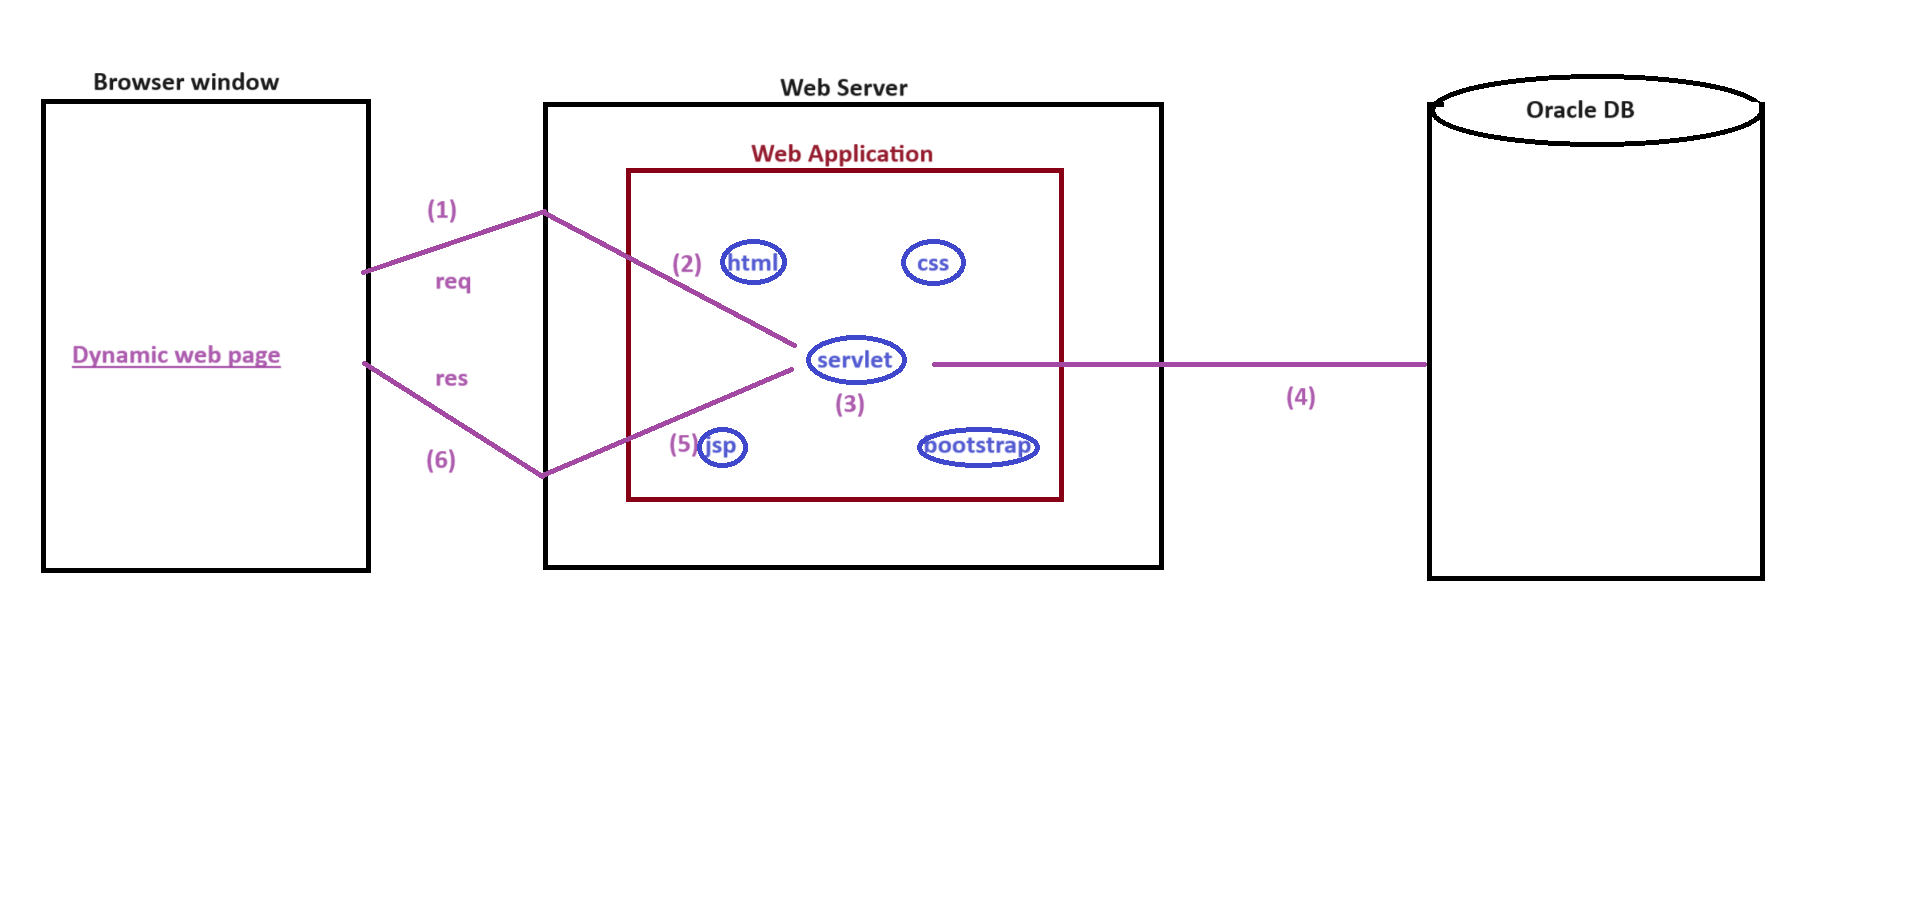 Browser window
Web Server
Oracle DB
Web Application
(1)
req
(2)
html
css
Dynamic web page
res
servlet
(3)
(4)
(5)
jsp
bootstrap
(6)